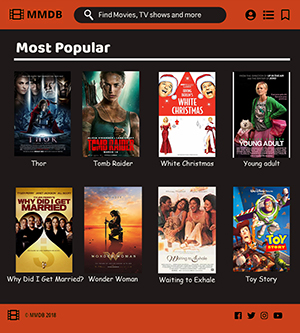 MMDB
Find Movies, TV shows and more
Most Popular
THOR
TOMB RAIDER
WHITE
CHRISTMAS
YOUNG ADULT
Thor
Tomb Raider
White Christmas
Young adult
WHY DID I GET
MARRIED?
WONDER WOMAN
Waiting to Exhale
TOY
STORY
Why Did I Get Married?
Wonder Woman
Waiting to Exhale
Toy Story
© MMDB 2018